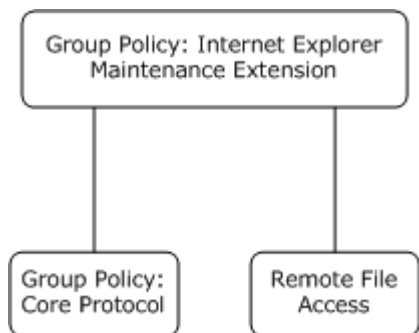 Group Policy: Internet Explorer
Maintenance Extension
Group Policy:
Core Protocol
Remote File
Access